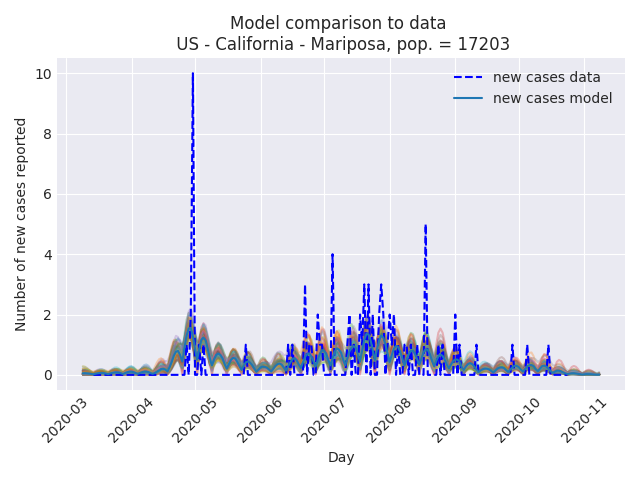 Model comparison to data
US - California - Mariposa, pop. = 17203
new cases data
new cases model
Number of new cases reported
10
8
6
4
2
0
2020-03
2020-04
2020-05
2020-06
2020-07
2020-08
2020-09
2020-10
2020-11
Day